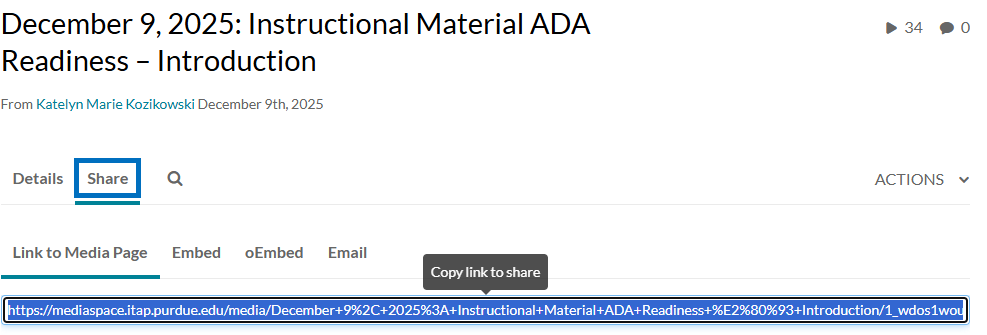 December 9, 2025: Instructional Material ADA
Readiness – Introduction
34 0
From Katelyn Marie Kozikowski December 9th, 2025
Details Share ACTIONS
Link to Media Page Embed oEmbed Email
Copy link to share
https://mediaspace.itap.purdue.edu/media/December+9%2C+2025%3A+Instructional+Material+ADA+Readiness+%E2%80%93+Introduction/1_wdos1wou